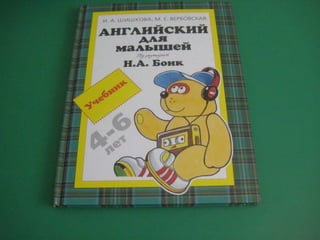 И. А. ШИШКОВА, М. Е. ВЕРБОВСКАЯ
АНГЛИЙСКИЙ
ДЛЯ
МАЛЫШЕЙ
Под редакцией
Н.А. Бонк
Учебник
4-6
лет